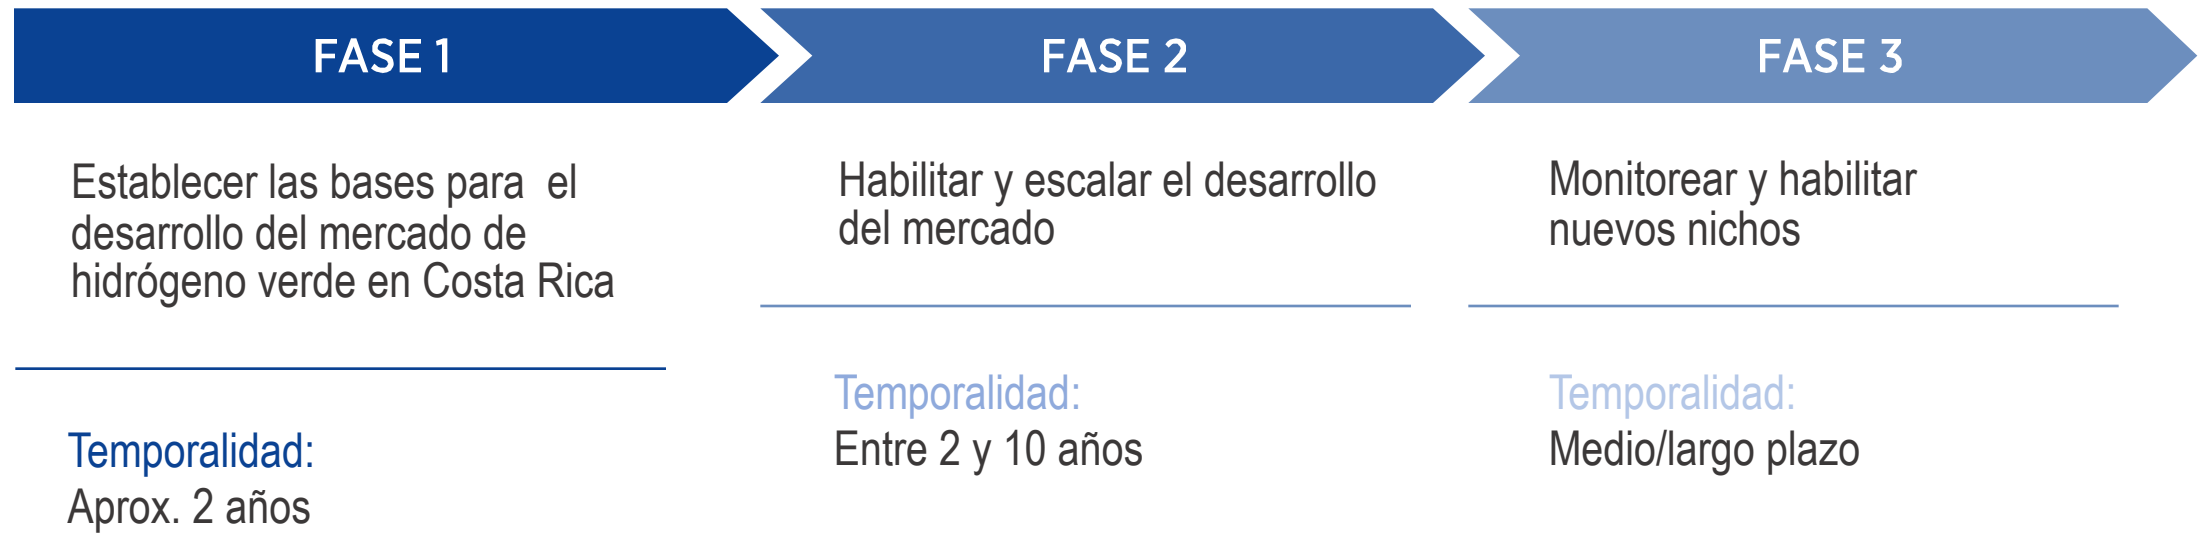 FASE 1
Establecer las bases para  el
desarrollo del mercado de
hidrógeno verde en Costa Rica
Temporalidad:
Aprox. 2 años
FASE 2
Habilitar y escalar el desarrollo
del mercado
Temporalidad:
Entre 2 y 10 años
FASE 3
Monitorear y habilitar
nuevos nichos
Temporalidad:
Medio/largo plazo